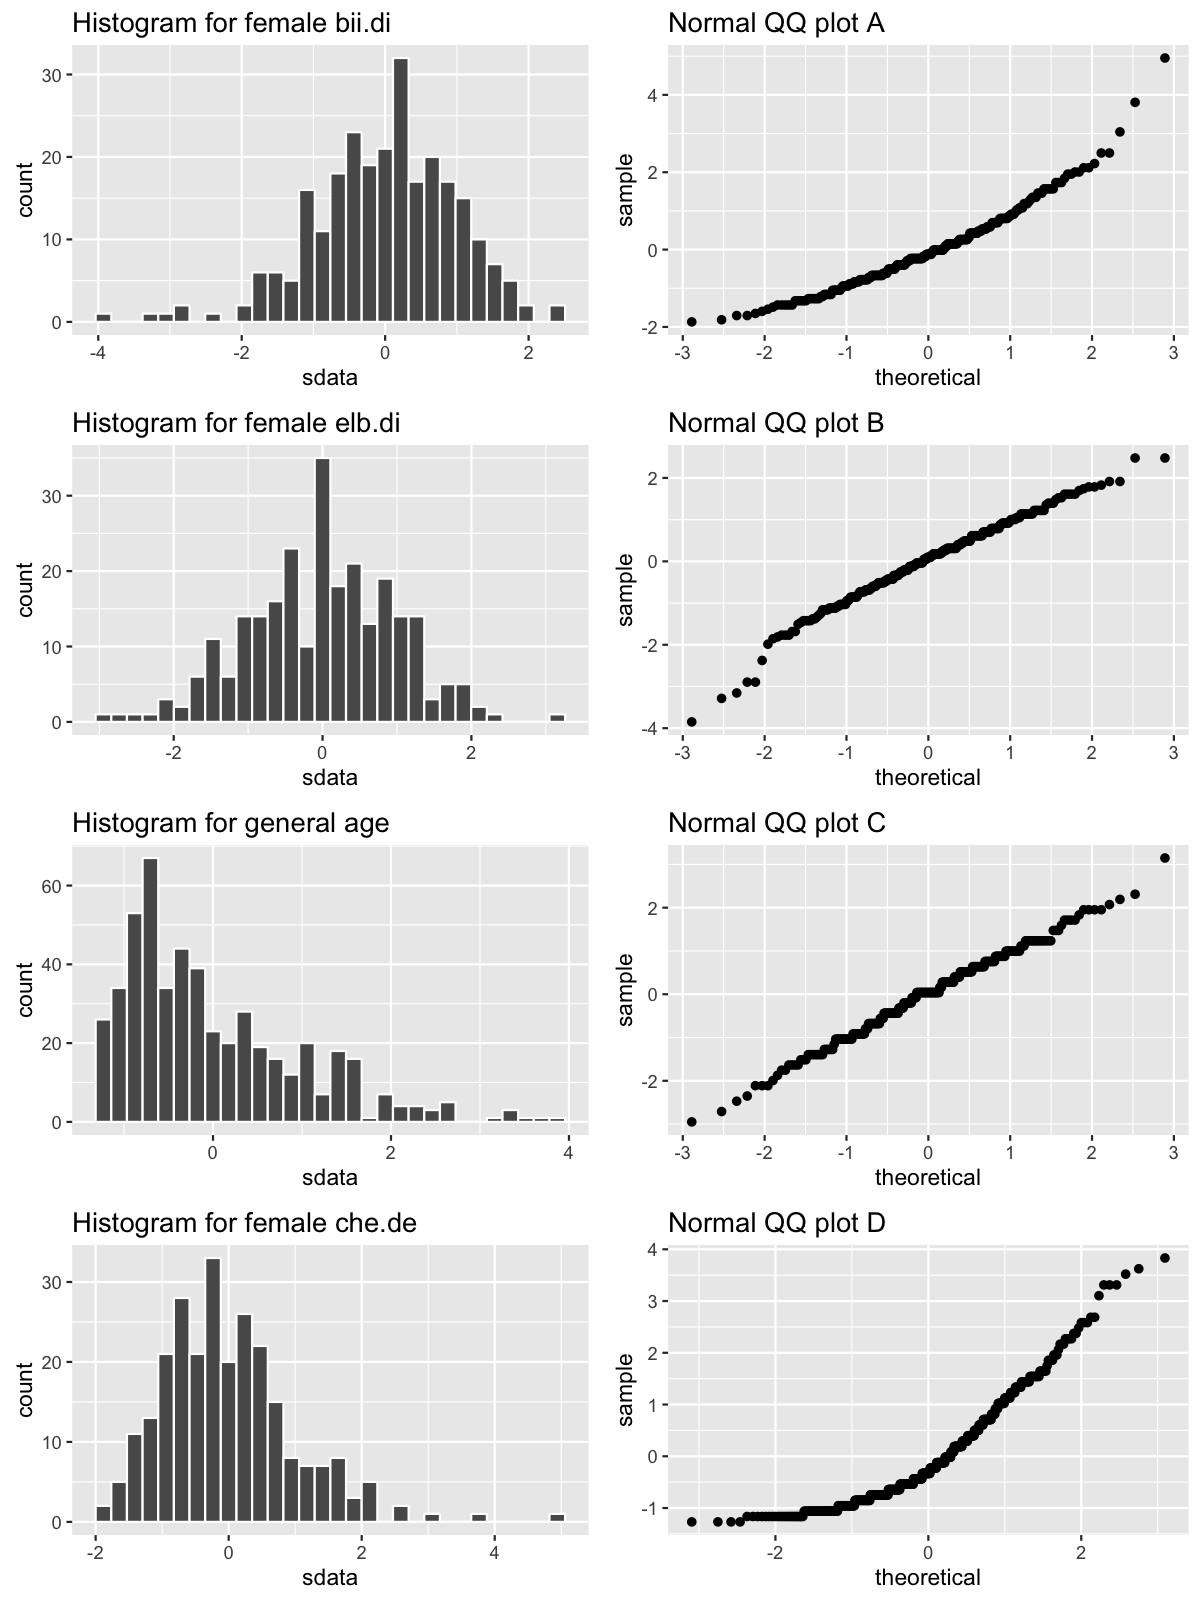 Histogram for female bii.di
30
20
10
0
count
-4 -2 0 2
sdata
Normal QQ plot A
4
2
0
-2
sample
-3 -2 -1 0 1 2 3
theoretical
Histogram for female elb.di
30
20
10
0
count
-2 0 2
sdata
Normal QQ plot B
2
0
-2
-4
sample
-3 -2 -1 0 1 2 3
theoretical
Histogram for general age
60
40
20
0
count
0 2 4
sdata
Normal QQ plot C
2
0
-2
sample
-3 -2 -1 0 1 2 3
theoretical
Histogram for female che.de
30
20
10
0
count
-2 0 2 4
sdata
Normal QQ plot D
4
3
2
1
0
-1
sample
-2 0 2
theoretical